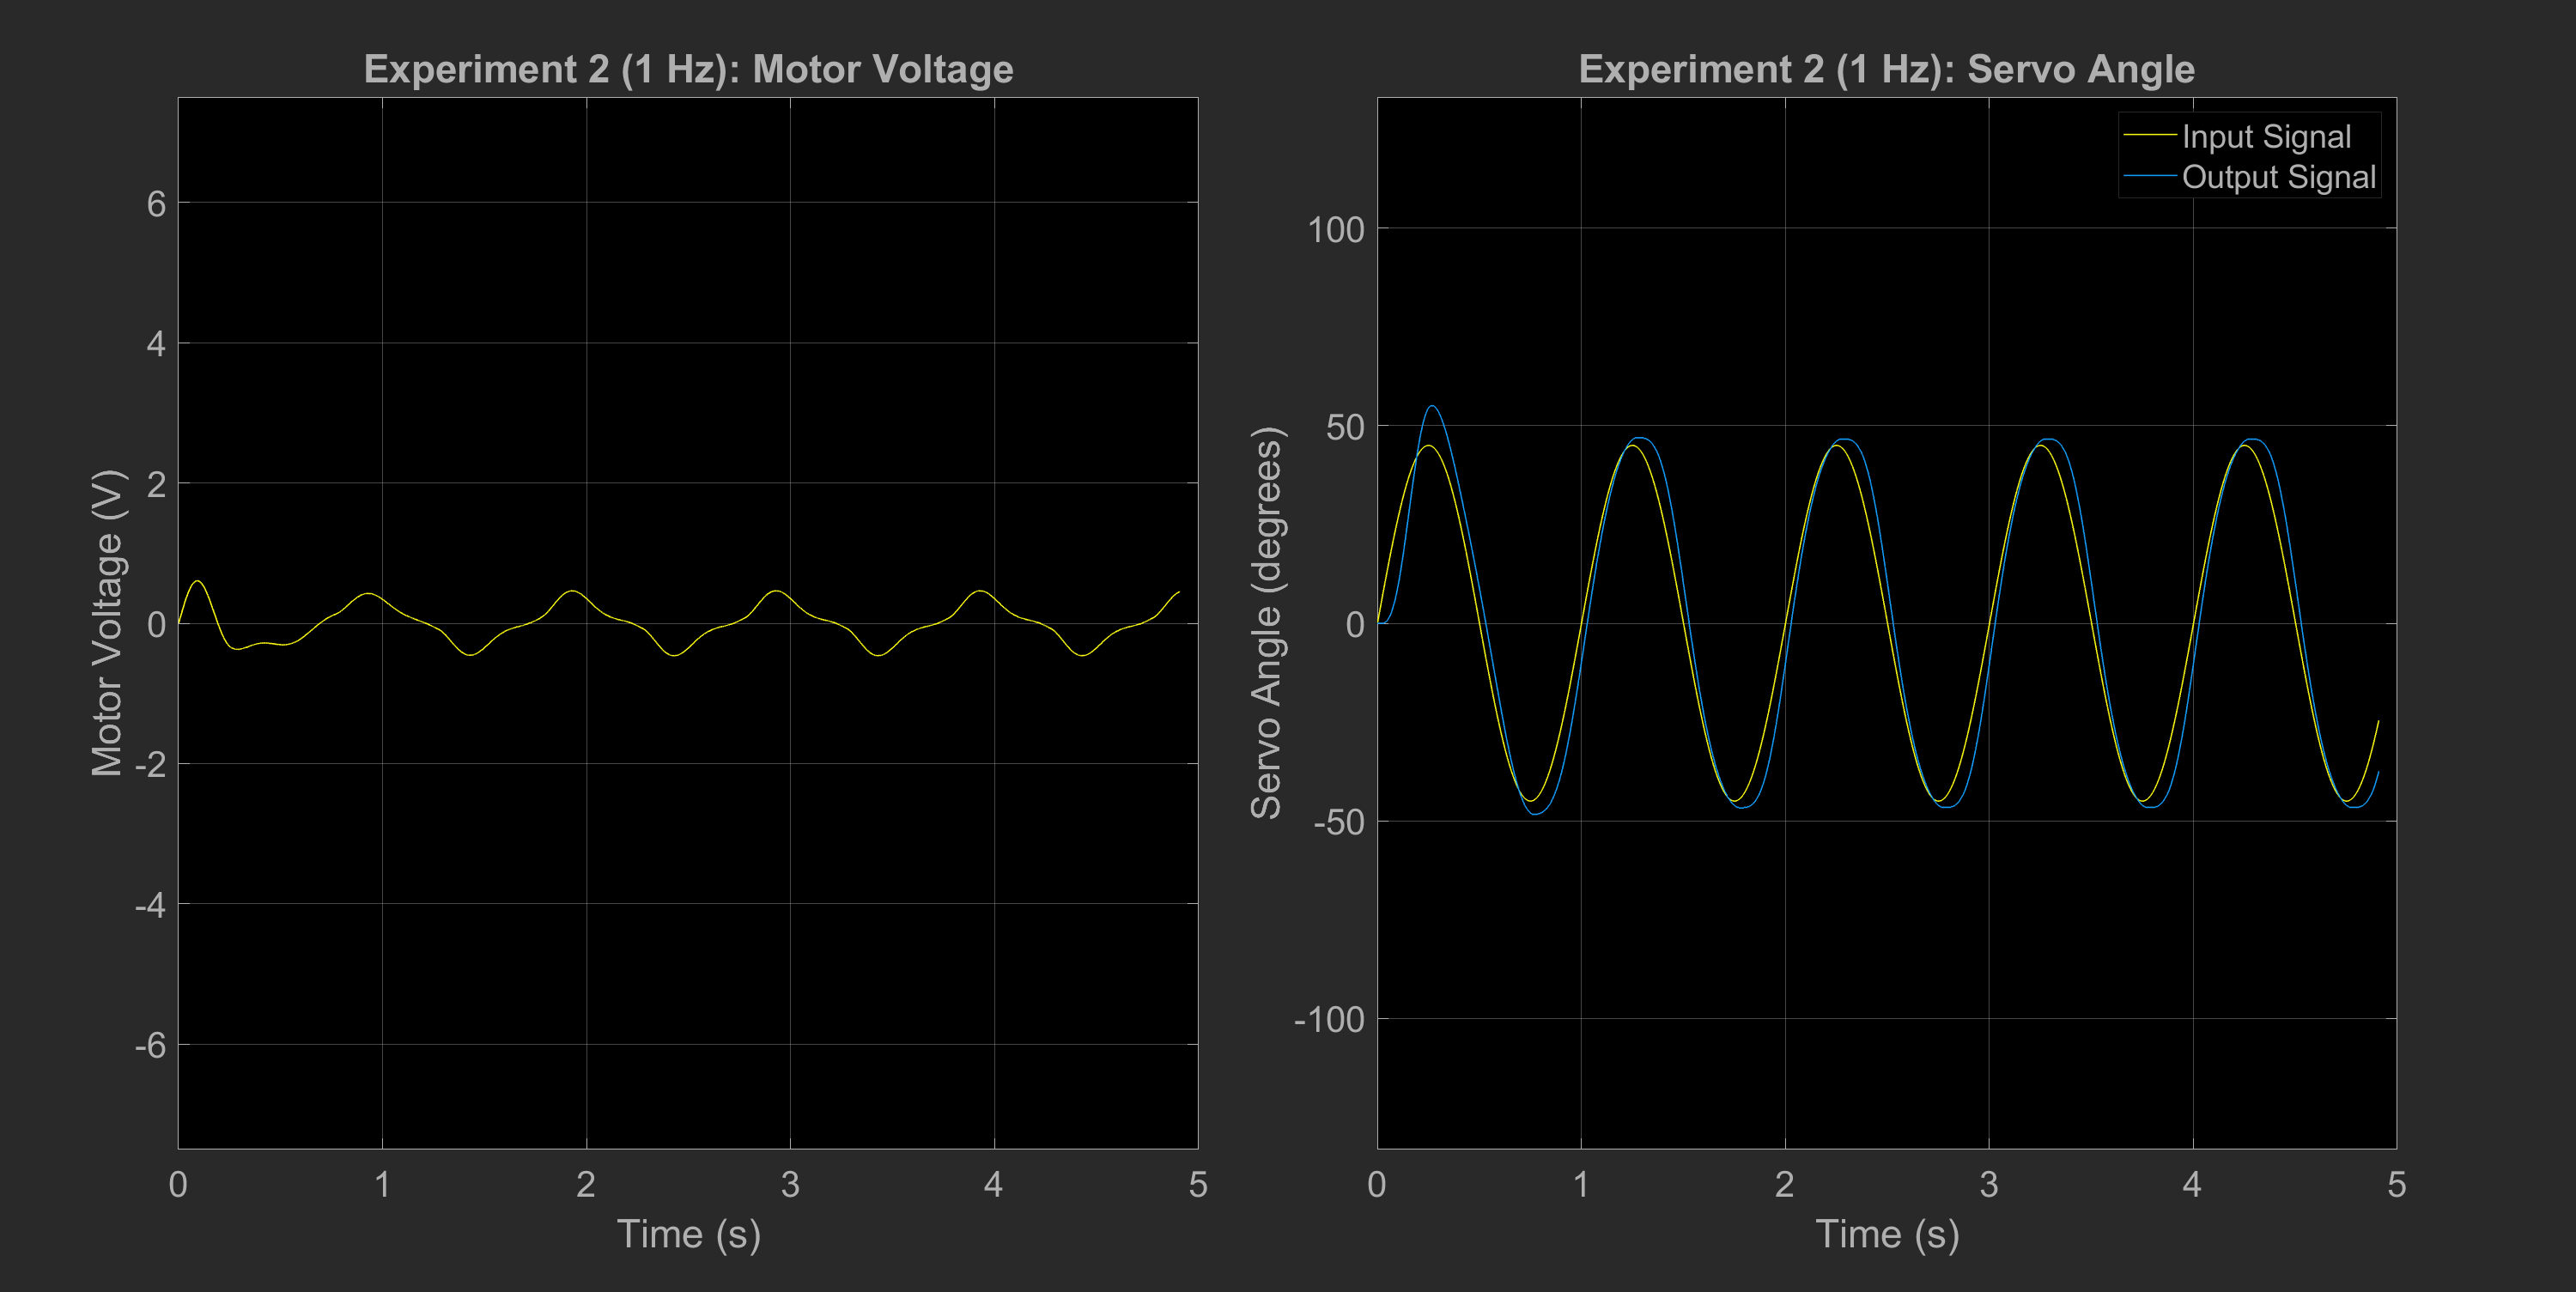 Experiment 2 (1 Hz): Motor Voltage
6
4
2
0
-2
-4
-6
Motor Voltage (V)
0 1 2 3 4 5
Time (s)
Experiment 2 (1 Hz): Servo Angle
Input Signal
Output Signal
100
50
0
-50
-100
Servo Angle (degrees)
0 1 2 3 4 5
Time (s)